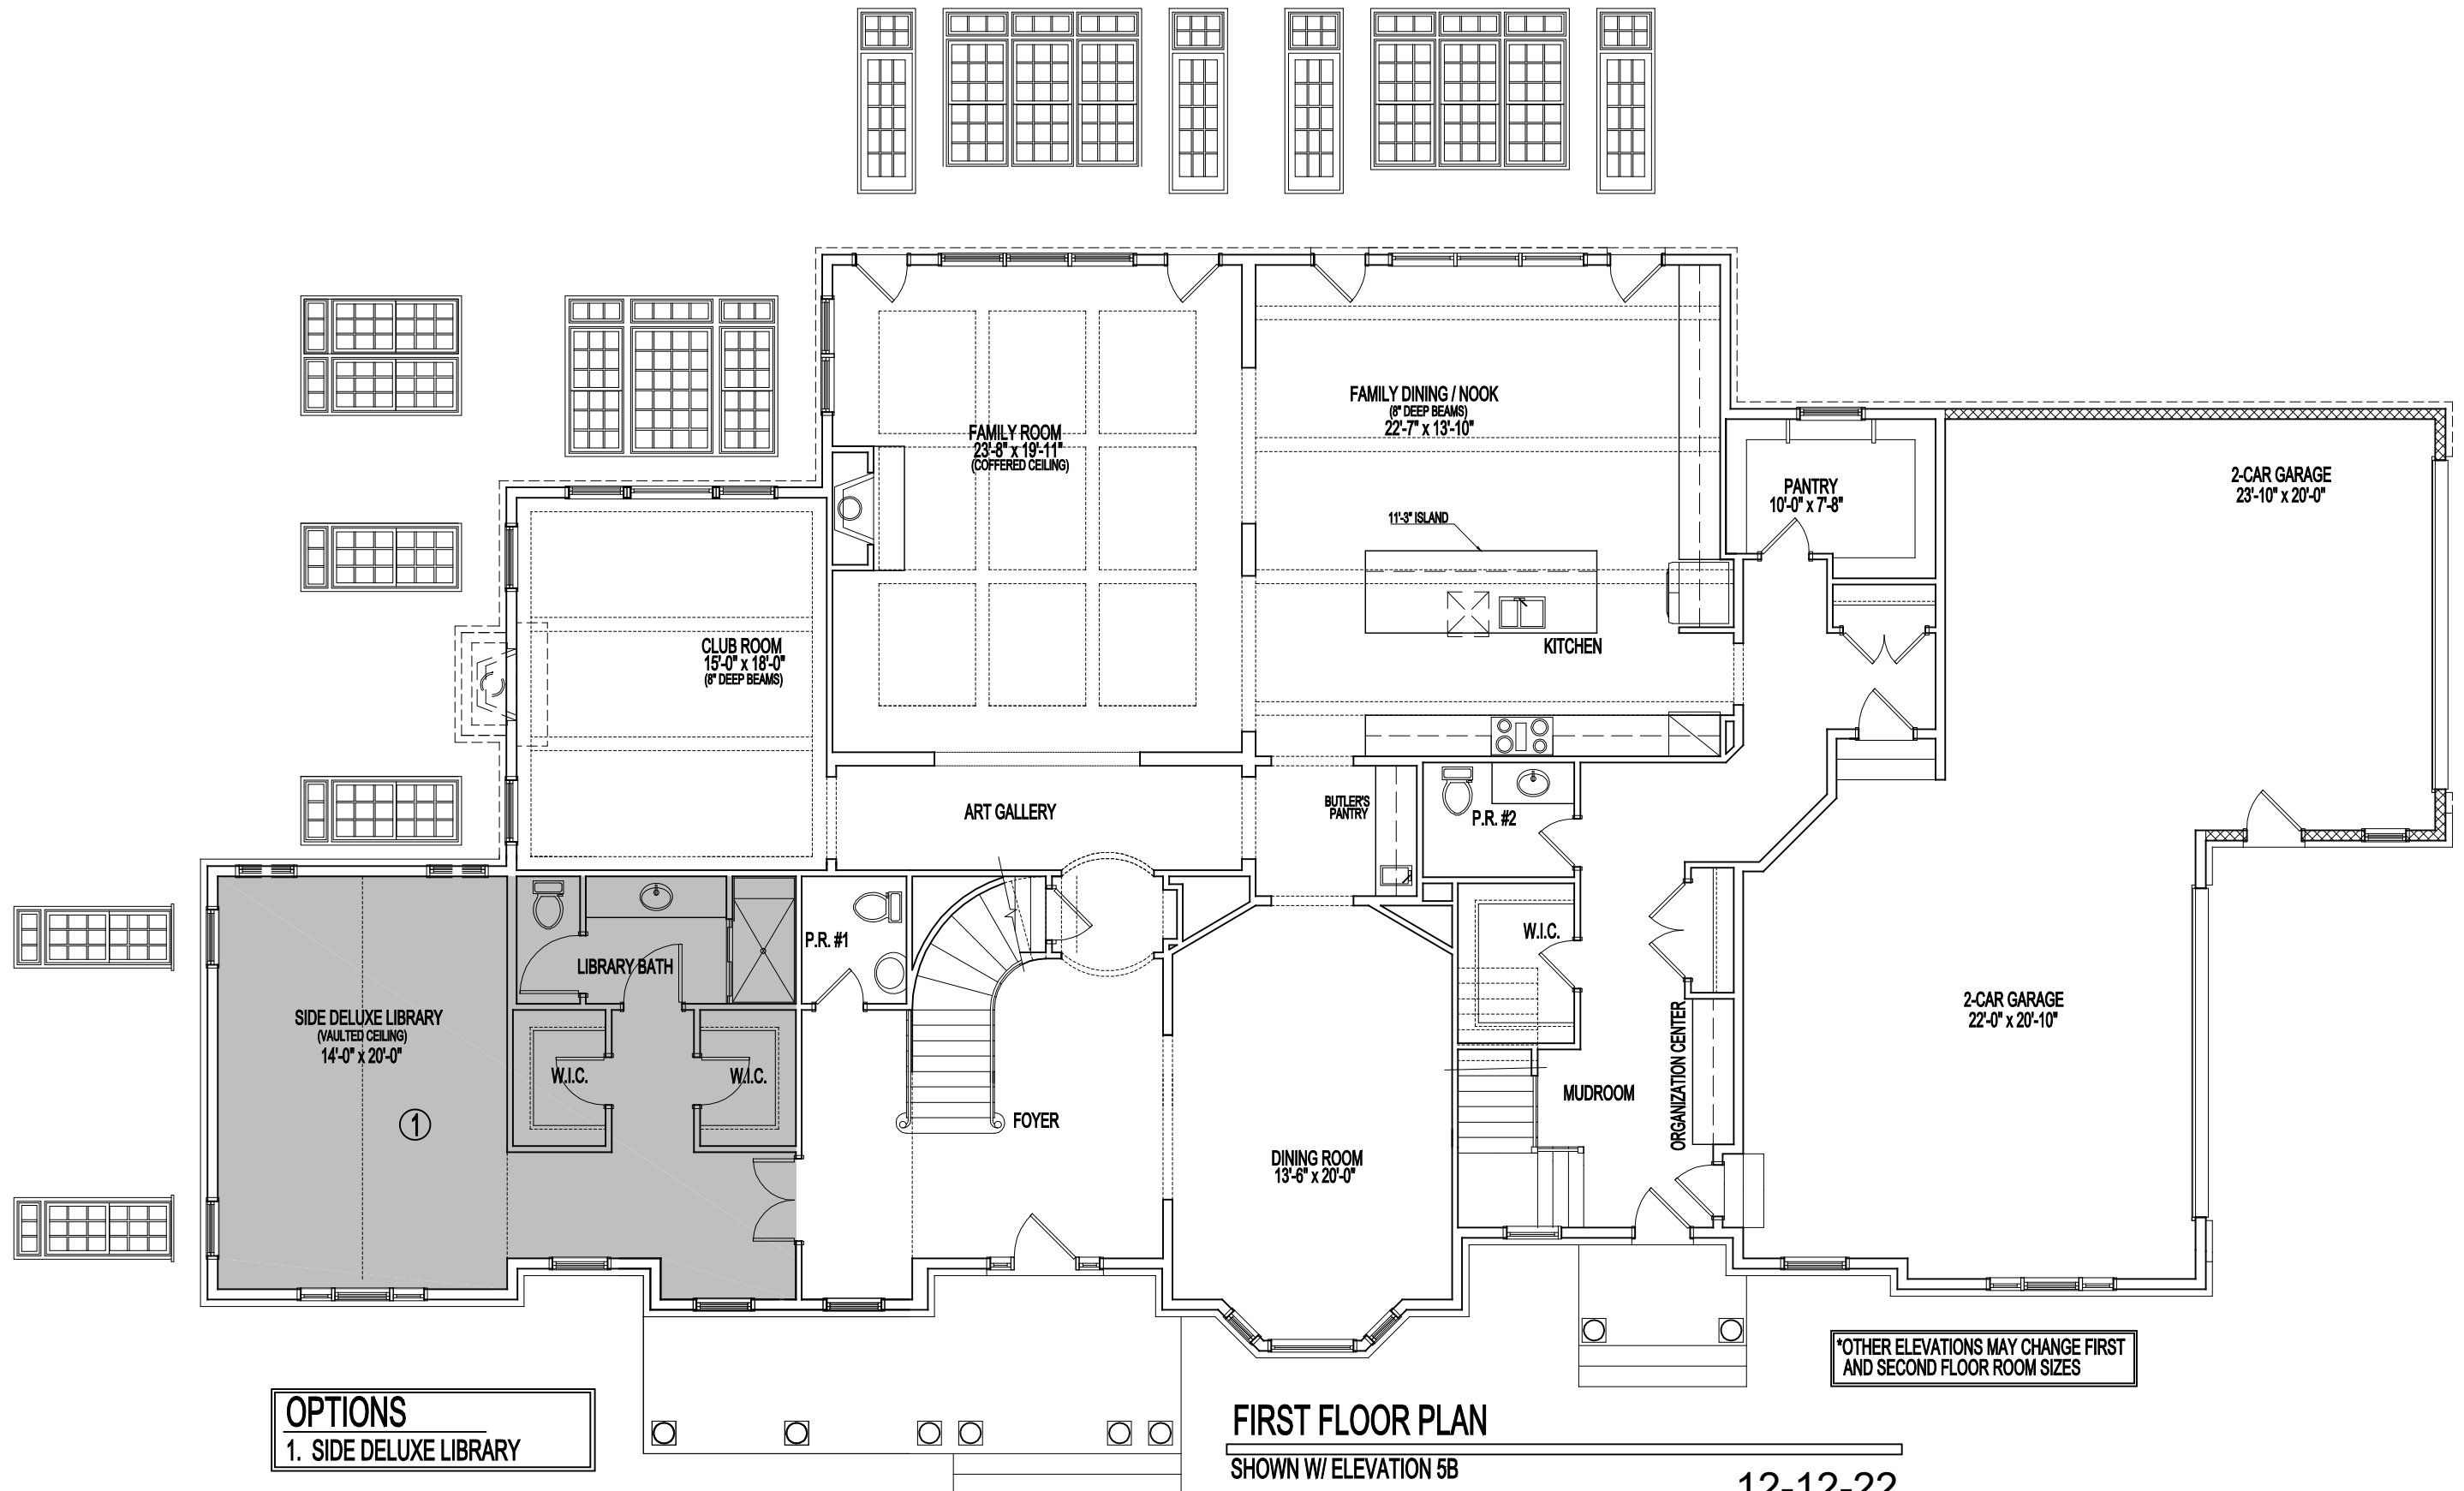 FAMILY DINING / NOOK
(8" DEEP BEAMS)
22'-7" x 13'-10"
FAMILY ROOM
23'-8" x 19'-11"
(COFFERED CEILING)
2-CAR GARAGE
23'-10" x 20'-0"
PANTRY
10'-0" x 7'-8"
11'-3" ISLAND
CLUB ROOM
15'-0" x 18'-0"
(8" DEEP BEAMS)
KITCHEN
ART GALLERY
BUTLER'S
PANTRY
P.R. #2
P.R. #1
W.I.C.
LIBRARY BATH
SIDE DELUXE LIBRARY
(VAULTED CEILING)
14'-0" x 20'-0"
2-CAR GARAGE
22'-0" x 20'-10"
W.I.C.
W.I.C.
1
FOYER
MUDROOM
ORGANIZATION CENTER
DINING ROOM
13'-6" x 20'-0"
*OTHER ELEVATIONS MAY CHANGE FIRST
AND SECOND FLOOR ROOM SIZES
OPTIONS
1. SIDE DELUXE LIBRARY
FIRST FLOOR PLAN
SHOWN W/ ELEVATION 5B
12-12-22